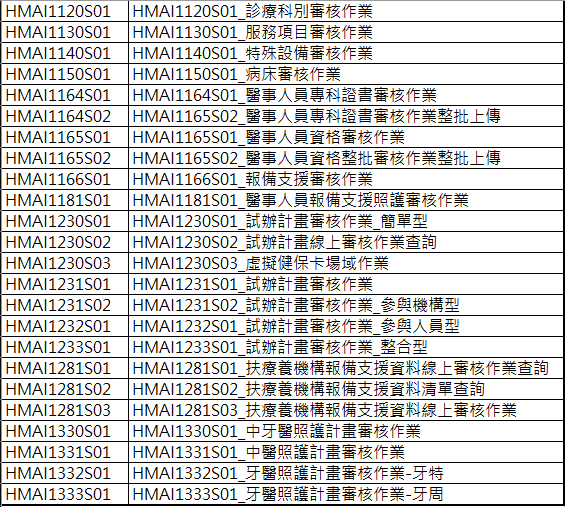 HMAI1120S01 HMAI1120S01_診療科別審核作業
HMAI1130S01 HMAI1130S01_服務項目審核作業
HMAI1140S01 HMAI1140S01_特殊設備審核作業
HMAI1150S01 HMAI1150S01_病床審核作業
HMAI1164S01 HMAI1164S01_醫事人員專科證書審核作業
HMAI1164S02 HMAI1165S02_醫事人員專科證書審核作業整批上傳
HMAI1165S01 HMAI1165S01_醫事人員資格審核作業
HMAI1165S02 HMAI1165S02_醫事人員資格整批審核作業整批上傳
HMAI1166S01 HMAI1166S01_報備支援審核作業
HMAI1181S01 HMAI1181S01_醫事人員報備支援照護審核作業
HMAI1230S01 HMAI1230S01_試辦計畫審核作業_簡單型
HMAI1230S02 HMAI1230S02_試辦計畫線上審核作業查詢
HMAI1230S03 HMAI1230S03_虛擬健保卡場域作業
HMAI1231S01 HMAI1231S01_試辦計畫審核作業
HMAI1231S02 HMAI1231S02_試辦計畫審核作業_參與機構型
HMAI1232S01 HMAI1232S01_試辦計畫審核作業_參與人員型
HMAI1233S01 HMAI1233S01_試辦計畫審核作業_整合型
HMAI1281S01 HMAI1281S01_扶療養機構報備支援資料線上審核作業查詢
HMAI1281S02 HMAI1281S02_扶療養機構報備支援資料清單查詢
HMAI1281S03 HMAI1281S03_扶療養機構報備支援資料線上審核作業
HMAI1330S01 HMAI1330S01_中牙醫照護計畫審核作業
HMAI1331S01 HMAI1331S01_中醫照護計畫審核作業
HMAI1332S01 HMAI1332S01_牙醫照護計畫審核作業-牙特
HMAI1333S01 HMAI1333S01_牙醫照護計畫審核作業-牙周